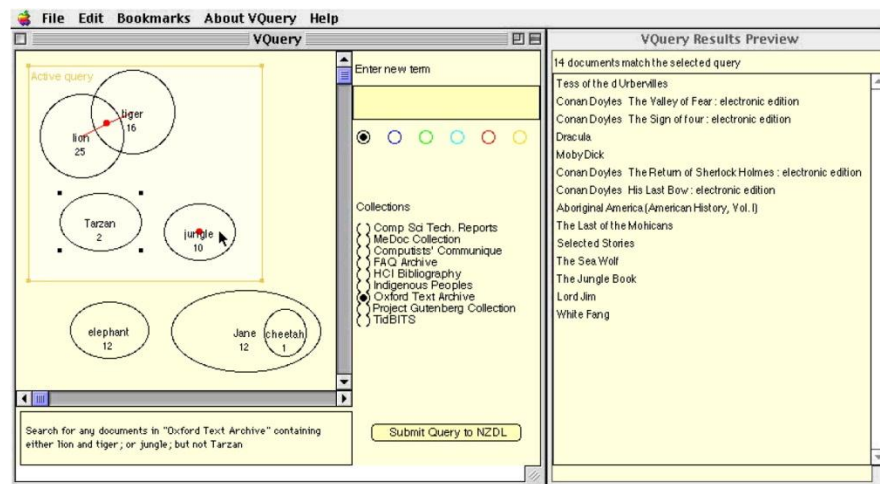 File Edit Bookmarks About VQuery Help
VQuery
Active query
tiger
16
lion
25
Tarzan
2
jungle
10
elephant
12
Jane
12
cheetah
1
Enter new term
Collections
Comp Sci Tech. Reports
MeDoc Collection
Computists' Communique
FAQ Archive
HCI Bibliography
Indigenous Peoples
Oxford Text Archive
Project Gutenberg Collection
TidBITS
Search for any documents in "Oxford Text Archive" containing
either lion and tiger; or jungle; but not Tarzan
Submit Query to NZDL
VQuery Results Preview
14 documents match the selected query
Tess of the d Urbervilles
Conan Doyles The Valley of Fear : electronic edition
Conan Doyles The Sign of four : electronic edition
Dracula
Moby Dick
Conan Doyles The Return of Sherlock Holmes : electronic edition
Conan Doyles His Last Bow : electronic edition
Aboriginal America (American History, Vol. I)
The Last of the Mohicans
Selected Stories
The Sea Wolf
The Jungle Book
Lord Jim
White Fang